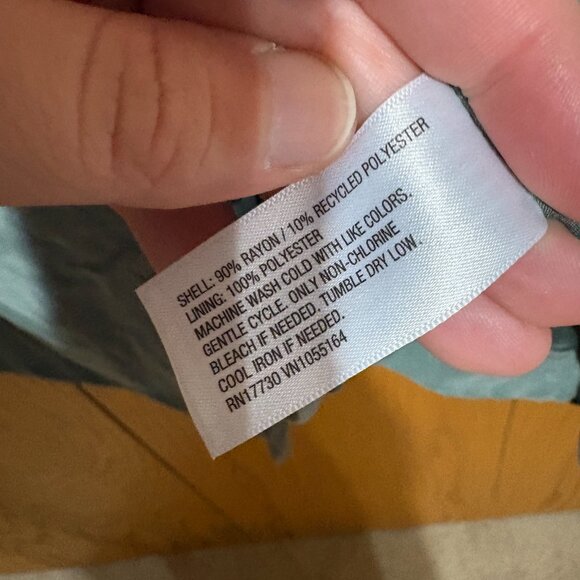 SHELL: 90% RAYON / 10% RECYCLED POLYESTER
LINING: 100% POLYESTER
MACHINE WASH COLD WITH LIKE COLORS.
GENTLE CYCLE. ONLY NON-CHLORINE
BLEACH IF NEEDED. TUMBLE DRY LOW.
COOL IRON IF NEEDED.
RN17730 VN1055164